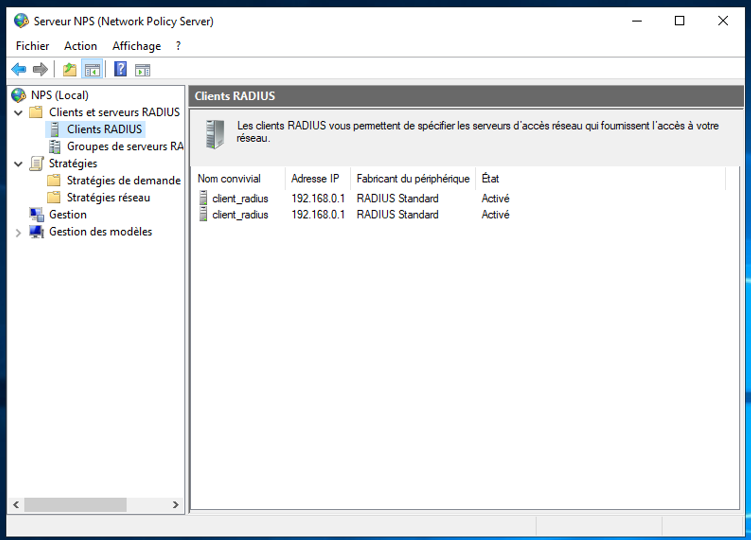 Serveur NPS (Network Policy Server)
Fichier Action Affichage ?
NPS (Local)
Clients et serveurs RADIUS
Clients RADIUS
Groupes de serveurs RA
Stratégies
Stratégies de demande
Stratégies réseau
Gestion
Gestion des modèles
Clients RADIUS
Les clients RADIUS vous permettent de spécifier les serveurs d'accès réseau qui fournissent l'accès à votre
réseau.
Nom convivial Adresse IP Fabricant du périphérique État
client_radius 192.168.0.1 RADIUS Standard Activé
client_radius 192.168.0.1 RADIUS Standard Activé